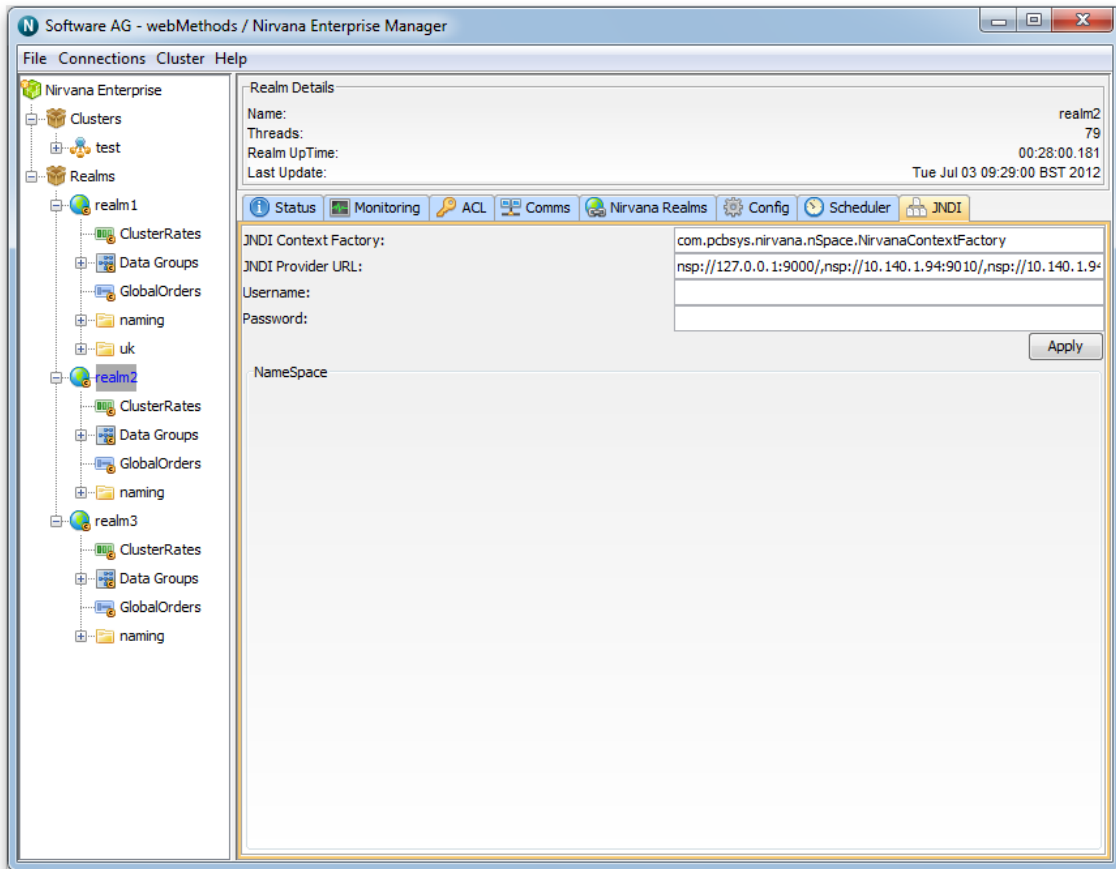 Software AG - webMethods / Nirvana Enterprise Manager
File Connections Cluster Help
Nirvana Enterprise
Clusters
test
Realms
realm1
ClusterRates
Data Groups
GlobalOrders
naming
uk
realm2
ClusterRates
Data Groups
GlobalOrders
naming
realm3
ClusterRates
Data Groups
GlobalOrders
naming
Realm Details
Name: realm2
Threads: 79
Realm UpTime: 00:28:00.181
Last Update: Tue Jul 03 09:29:00 BST 2012
Status Monitoring ACL Comms Nirvana Realms Config Scheduler JNDI
JNDI Context Factory: com.pcbsys.nirvana.nSpace.NirvanaContextFactory
JNDI Provider URL: nsp://127.0.0.1:9000/,nsp://10.140.1.94:9010/,nsp://10.140.1.94
Username:
Password:
Apply
NameSpace